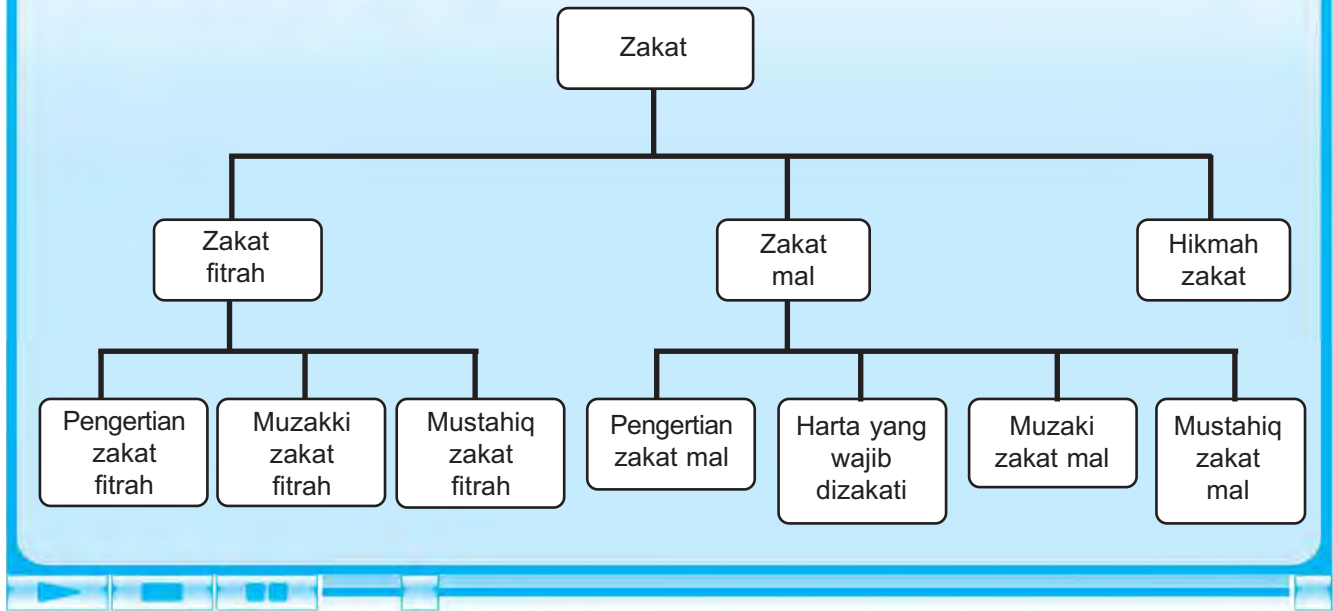 Zakat
Zakat
fitrah
Zakat
mal
Hikmah
zakat
Pengertian
zakat
fitrah
Muzakki
zakat
fitrah
Mustahiq
zakat
fitrah
Pengertian
zakat mal
Harta yang
wajib
dizakati
Muzaki
zakat mal
Mustahiq
zakat
mal